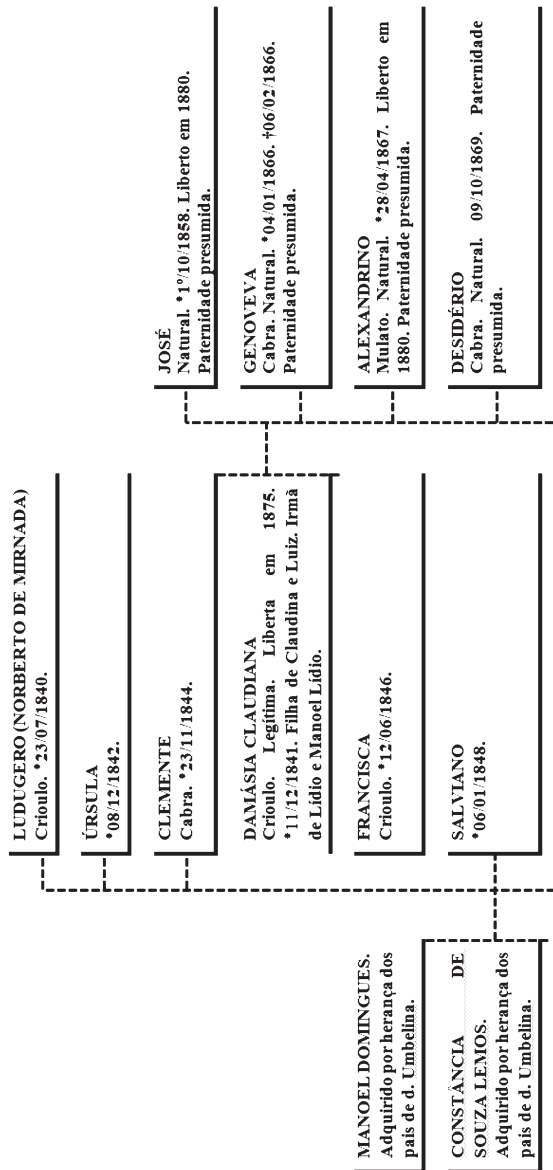 MANOEL DOMINGUES.
Adquirido por herança dos
pais de d. Umbelina.
CONSTÂNCIA DE
SOUZA LEMOS.
Adquirido por herança dos
pais de d. Umbelina.
LUDUGERO (NORBERTO DE MIRNADA)
Crioulo. *23/07/1840.
ÚRSULA
*08/12/1842.
CLEMENTE
Cabra. *23/11/1844.
DAMÁSIA CLAUDIANA
Crioulo. Legítima. Liberta em 1875.
*11/12/1841. Filha de Claudina e Luiz. Irmã
de Lídio e Manoel Lídio.
FRANCISCA
Crioulo. *12/06/1846.
SALVIANO
*06/01/1848.
JOSÉ
Natural. *1º/10/1858. Liberto em 1880.
Paternidade presumida.
GENOVEVA
Cabra. Natural. *04/01/1866. †06/02/1866.
Paternidade presumida.
ALEXANDRINO
Mulato. Natural. *28/04/1867. Liberto em
1880. Paternidade presumida.
DESIDÉRIO
Cabra. Natural. 09/10/1869. Paternidade
presumida.